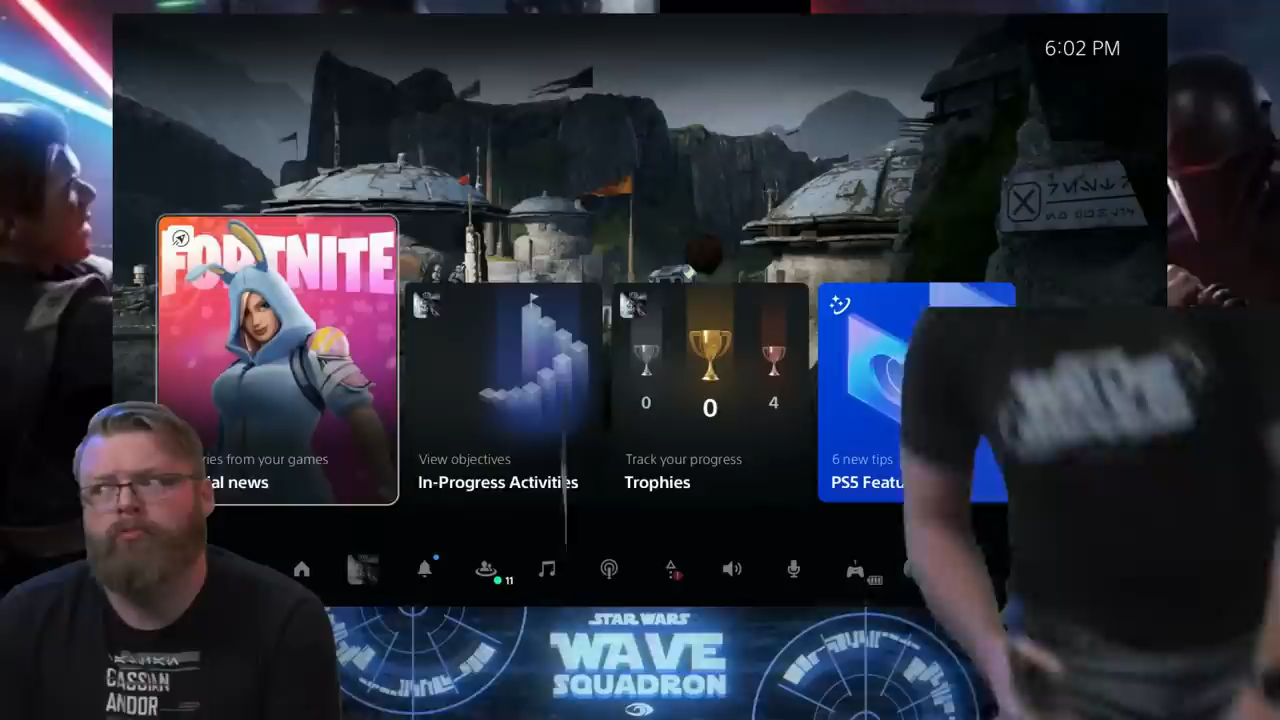 6:02 PM
FORTNITE
ries from your games
al news
View objectives
In-Progress Activities
0
0
4
Track your progress
Trophies
6 new tips
PS5 Featu
11
STAR WARS
WAVE
SQUADRON
CASSIAN
ANDOR